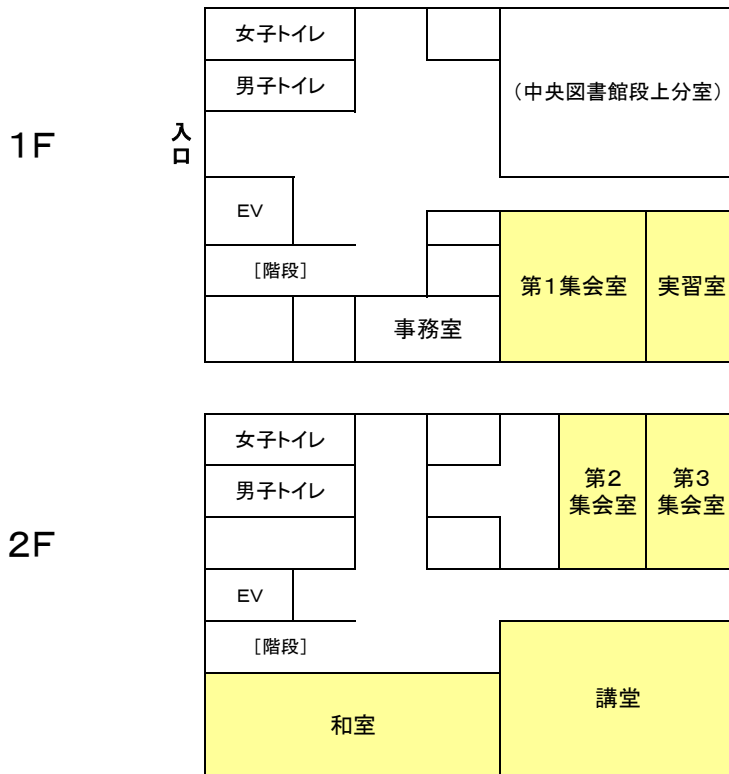 女子トイレ
男子トイレ
(中央図書館段上分室)
1F
入
口
EV
[階段]
第1集会室
実習室
事務室
女子トイレ
男子トイレ
第2
集会室
第3
集会室
2F
EV
[階段]
講堂
和室